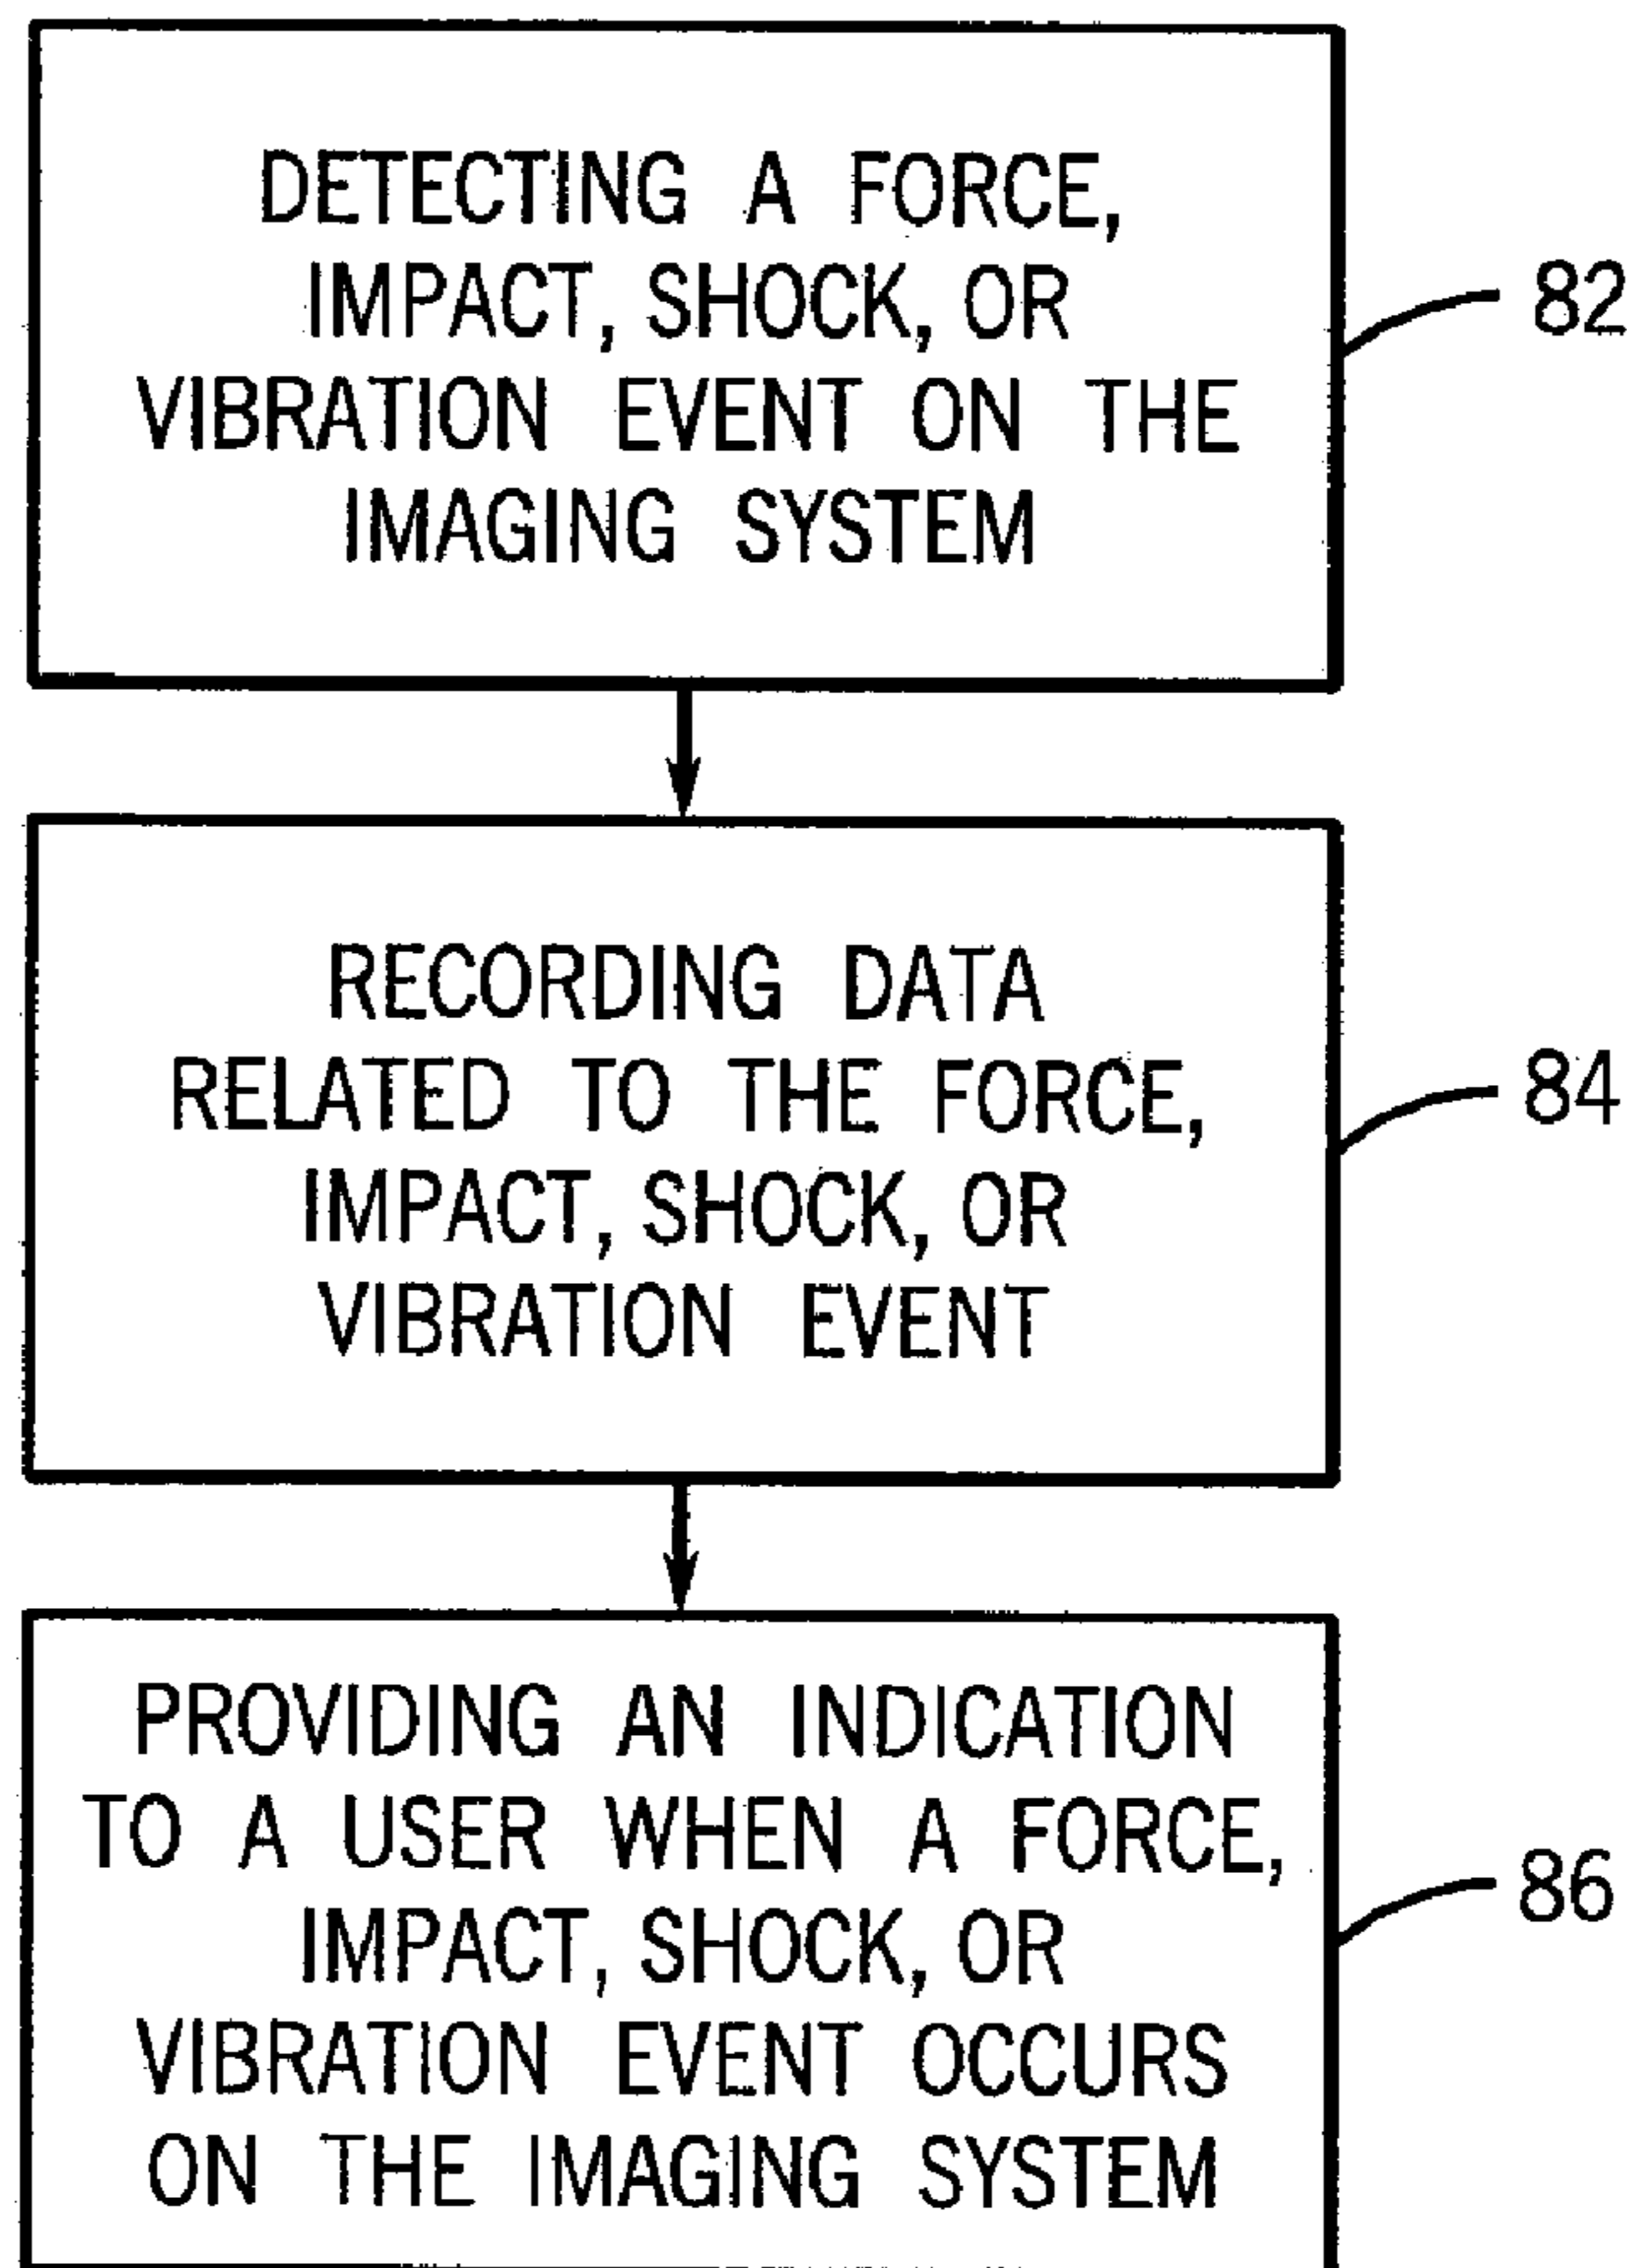 DETECTING A FORCE,
IMPACT, SHOCK, OR
VIBRATION EVENT ON THE
IMAGING SYSTEM
82
RECORDING DATA
RELATED TO THE FORCE,
IMPACT, SHOCK, OR
VIBRATION EVENT
84
PROVIDING AN INDICATION
TO A USER WHEN A FORCE,
IMPACT, SHOCK, OR
VIBRATION EVENT OCCURS
ON THE IMAGING SYSTEM
86